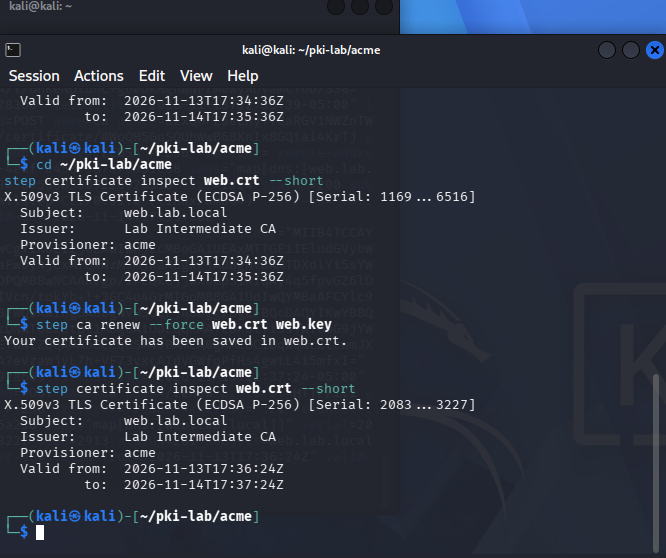 kali@kali: ~
kali@kali: ~/pki-lab/acme
Session Actions Edit View Help
  Valid from:  2026-11-13T17:34:36Z
          to:  2026-11-14T17:35:36Z
┌──(kali㉿kali)-[~/pki-lab/acme]
└─$ cd ~/pki-lab/acme
step certificate inspect web.crt --short
X.509v3 TLS Certificate (ECDSA P-256) [Serial: 1169...6516]
  Subject:     web.lab.local
  Issuer:      Lab Intermediate CA
  Provisioner: acme
  Valid from:  2026-11-13T17:34:36Z
          to:  2026-11-14T17:35:36Z
┌──(kali㉿kali)-[~/pki-lab/acme]
└─$ step ca renew --force web.crt web.key
Your certificate has been saved in web.crt.
┌──(kali㉿kali)-[~/pki-lab/acme]
└─$ step certificate inspect web.crt --short
X.509v3 TLS Certificate (ECDSA P-256) [Serial: 2083...3227]
  Subject:     web.lab.local
  Issuer:      Lab Intermediate CA
  Provisioner: acme
  Valid from:  2026-11-13T17:36:24Z
          to:  2026-11-14T17:37:24Z
┌──(kali㉿kali)-[~/pki-lab/acme]
└─$